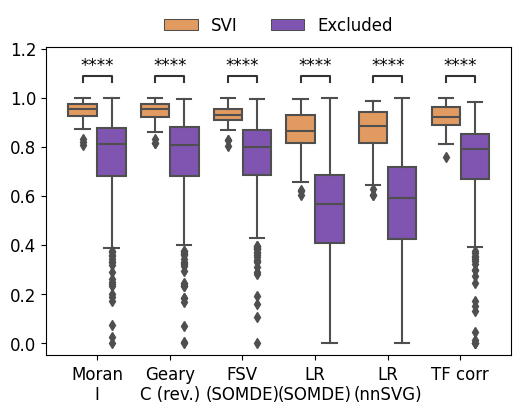 SVI Excluded
1.2
1.0
0.8
0.6
0.4
0.2
0.0
**** **** **** **** **** ****
Moran Geary FSV LR LR TF corr
I C (rev.) (SOMDE) (SOMDE) (nnSVG)